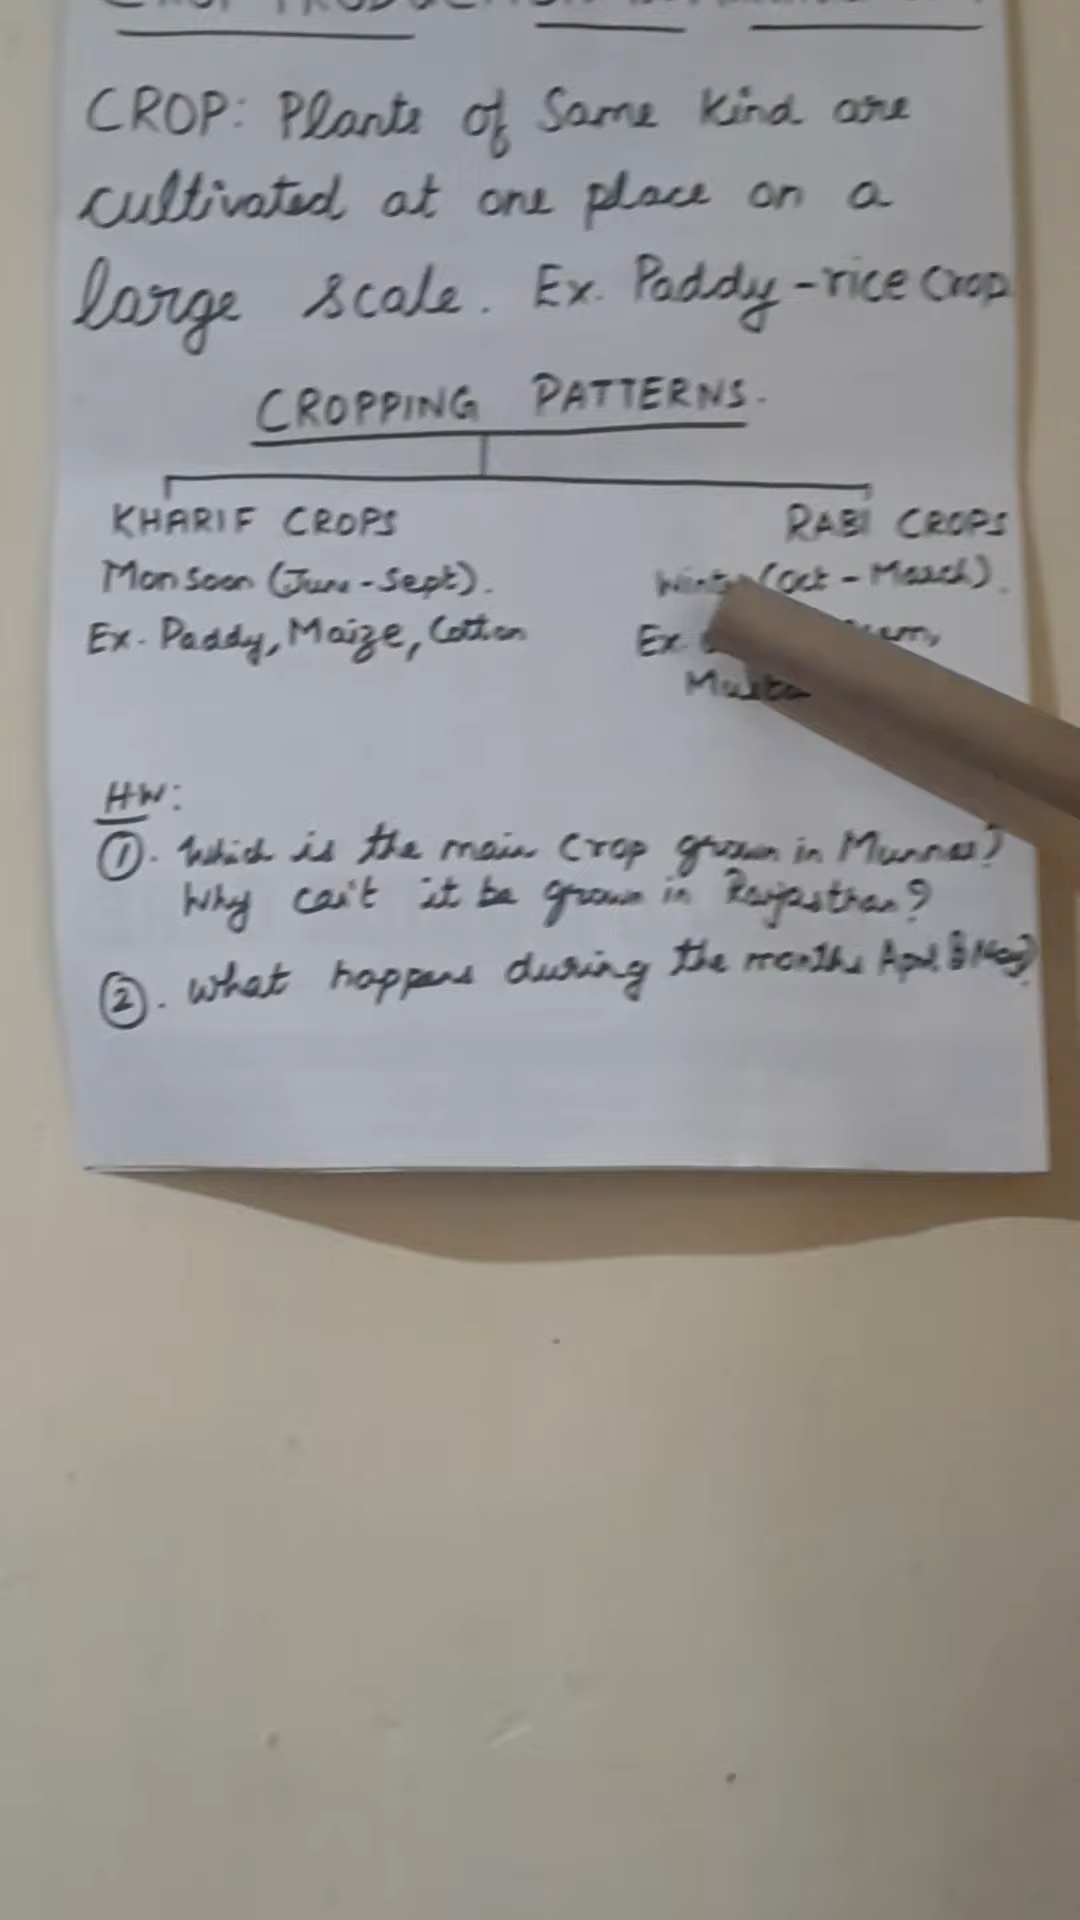 CROP PRODUCTION
CROP: Plants of Same Kind are
cultivated at one place on a
large scale. Ex. Paddy-rice Crop
CROPPING PATTERNS.
KHARIF CROPS
Monsoon (June-Sept).
Ex. Paddy, Maize, Cotton
RABI CROPS
(Oct - March).
Ex.
HW:
①. Which is the main crop grown in Munnar?
Why can't it be grown in Rajasthan?
②. What happens during the months April & May?